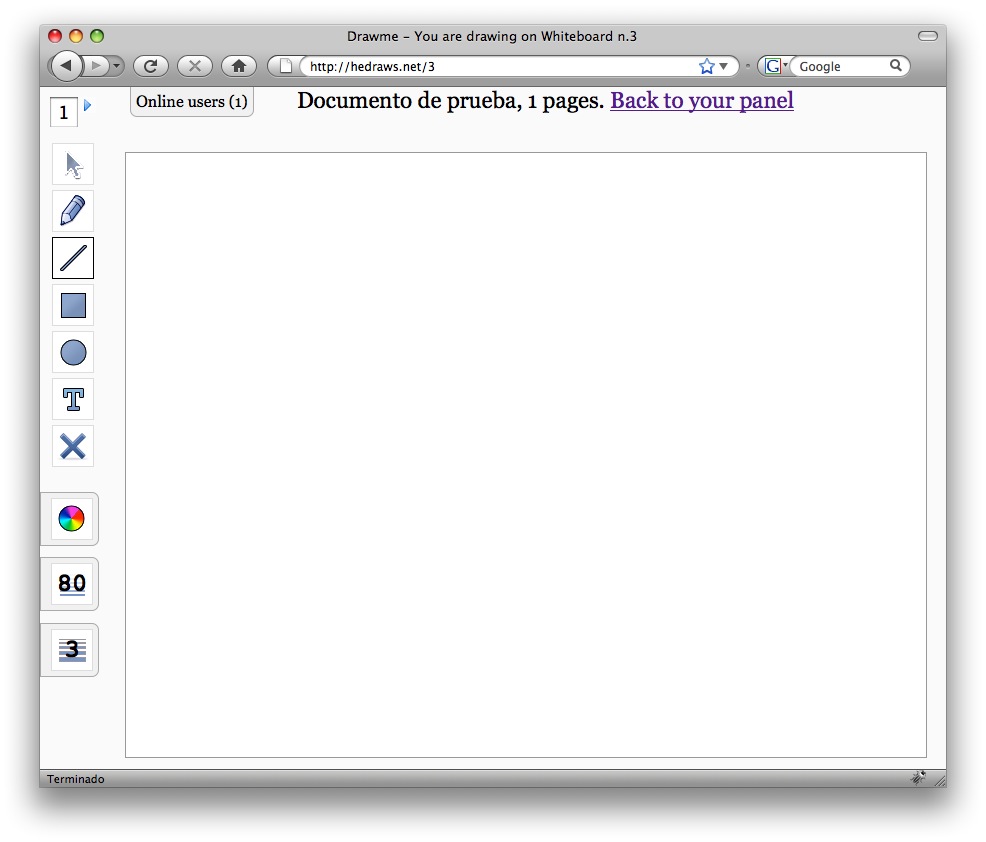 Drawme – You are drawing on Whiteboard n.3
http://hedraws.net/3
G
Google
1
Online users (1)
Documento de prueba, 1 pages. Back to your panel
T
80
3
Terminado